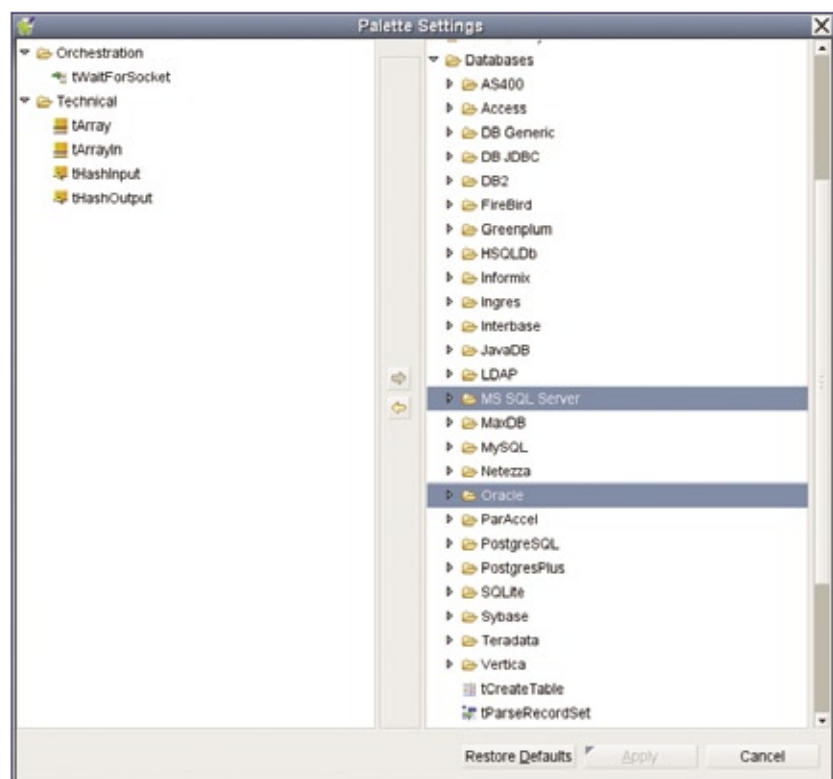 Palette Settings
Orchestration
tWaitForSocket
Technical
tArray
tArrayIn
tHashInput
tHashOutput
Databases
AS400
Access
DB Generic
DB JDBC
DB2
FireBird
Greenplum
HSQLDb
Informix
Ingres
Interbase
JavaDB
LDAP
MS SQL Server
MaxDB
MySQL
Netezza
Oracle
ParAccel
PostgreSQL
PostgresPlus
SQLite
Sybase
Teradata
Vertica
tCreateTable
tParseRecordSet
Restore Defaults
Apply
Cancel